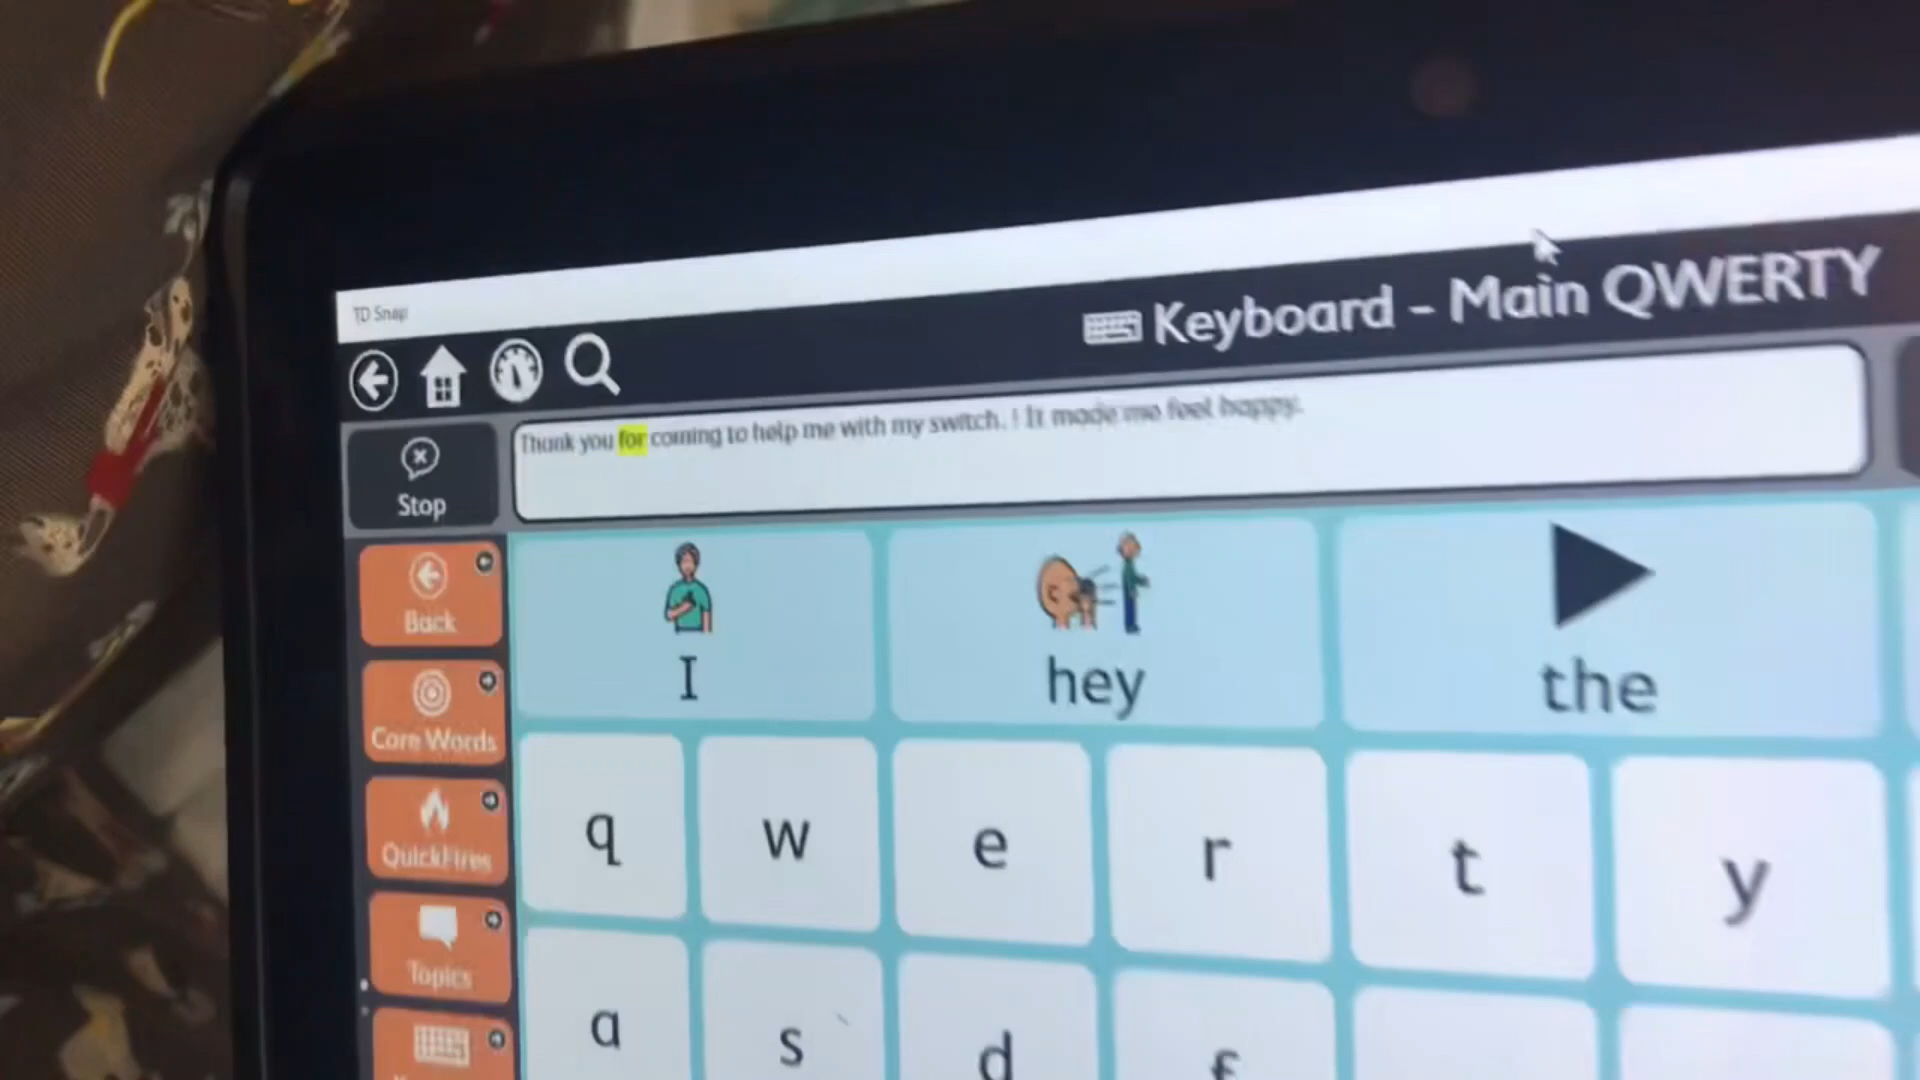 TD Snap
Keyboard - Main QWERTY
Stop
Thank you for coming to help me with my switch. ! It made me feel happy.
Back
I
hey
the
Core Words
q
w
e
r
t
y
QuickFires
Topics
a
s
d
f